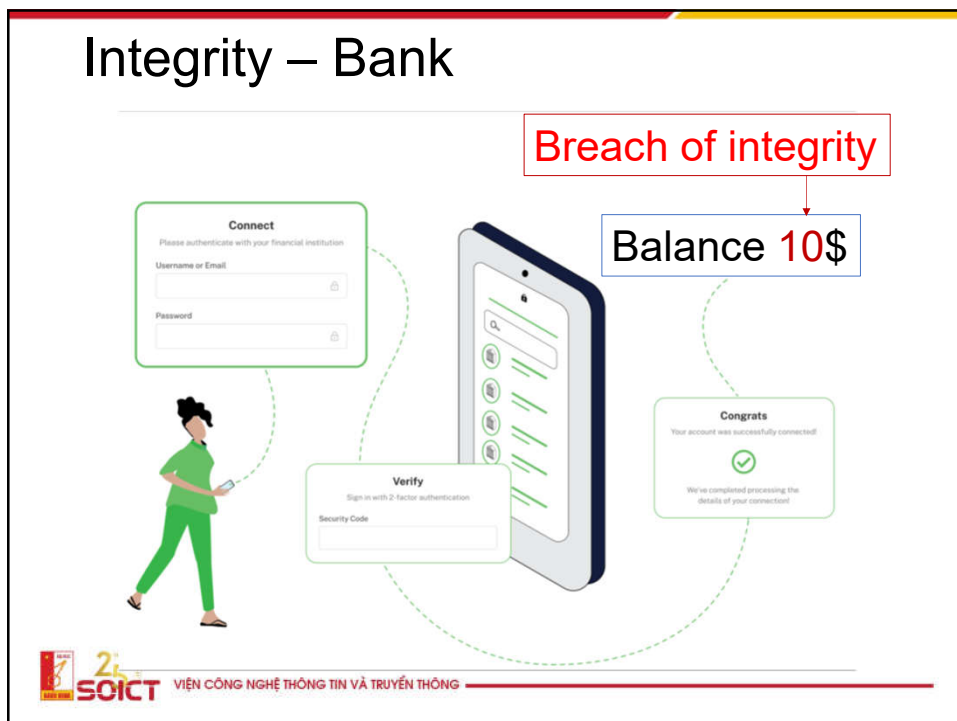 Integrity – Bank
Breach of integrity
Balance 10$
Connect
Please authenticate with your financial institution
Username or Email
Password
Verify
Sign in with 2-factor authentication
Security Code
Congrats
Your account was successfully connected!
We've completed processing the
details of your connection!
SOICT
VIỆN CÔNG NGHỆ THÔNG TIN VÀ TRUYỀN THÔNG